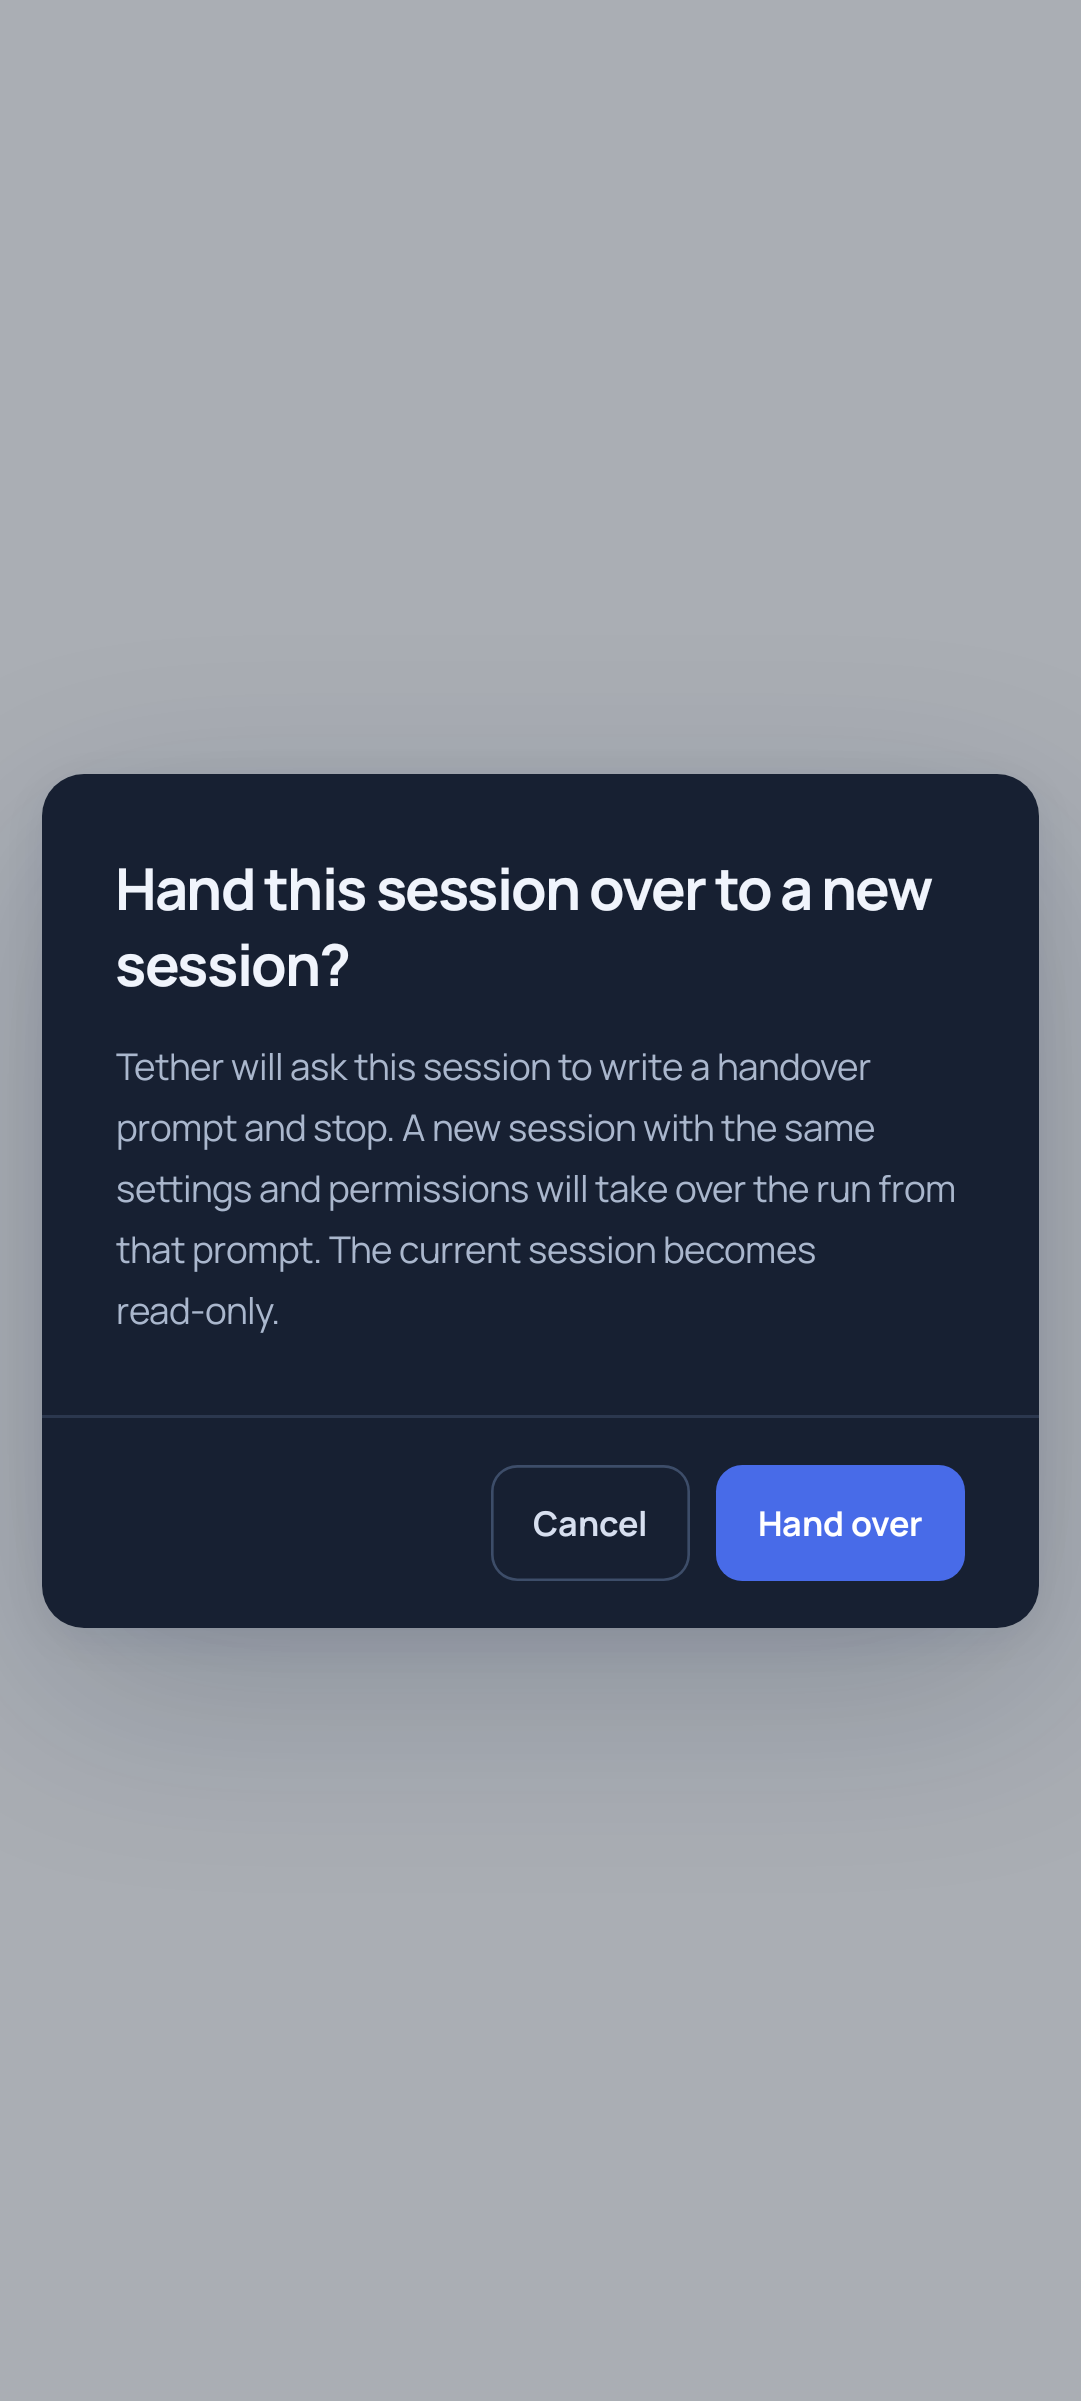 Hand this session over to a new
session?
Tether will ask this session to write a handover
prompt and stop. A new session with the same
settings and permissions will take over the run from
that prompt. The current session becomes
read-only.
Cancel
Hand over